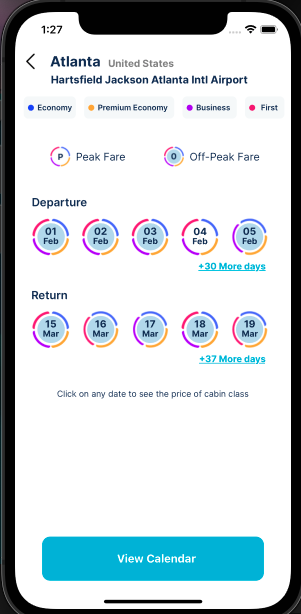 1:27
Atlanta United States
Hartsfield Jackson Atlanta Intl Airport
Economy Premium Economy Business First
P Peak Fare 0 Off-Peak Fare
Departure
01 02 03 04 05
Feb Feb Feb Feb Feb
+30 More days
Return
15 16 17 18 19
Mar Mar Mar Mar Mar
+37 More days
Click on any date to see the price of cabin class
View Calendar